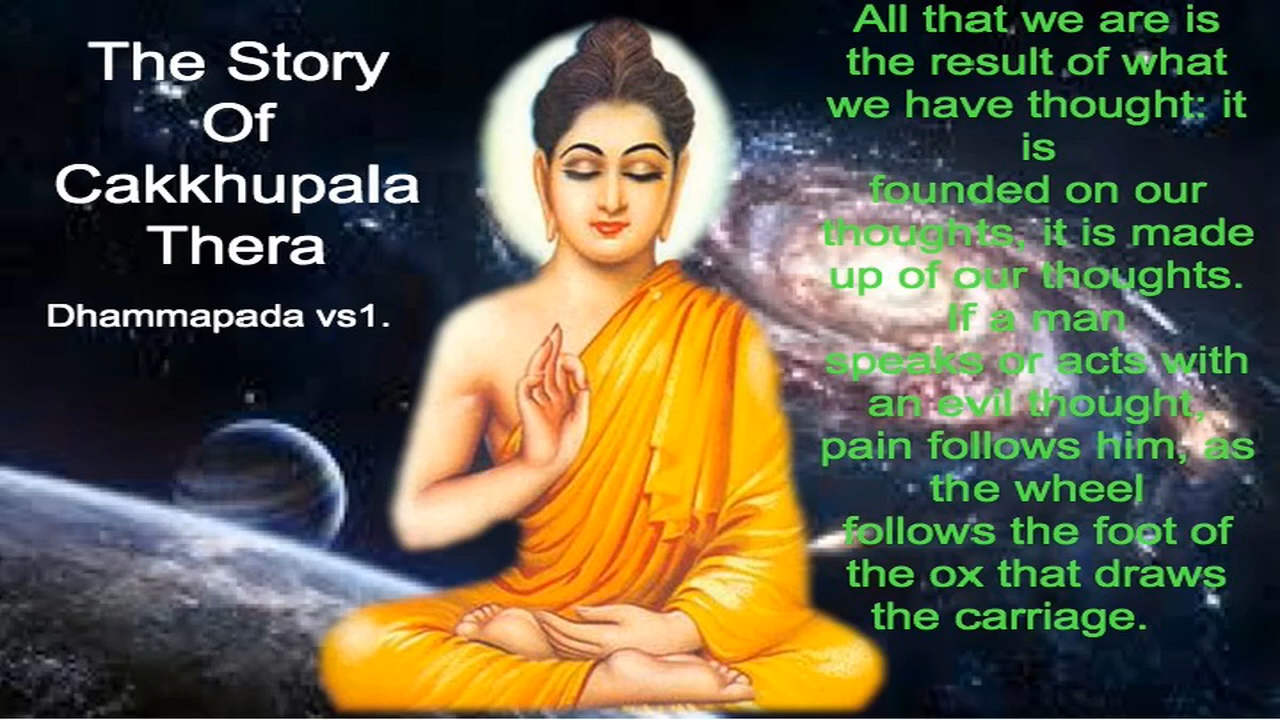 The Story
Of
Cakkhupala
Thera
Dhammapada vs1.
All that we are is
the result of what
we have thought: it
is
founded on our
thoughts, it is made
up of our thoughts.
If a man
speaks or acts with
an evil thought,
pain follows him, as
the wheel
follows the foot of
the ox that draws
the carriage.